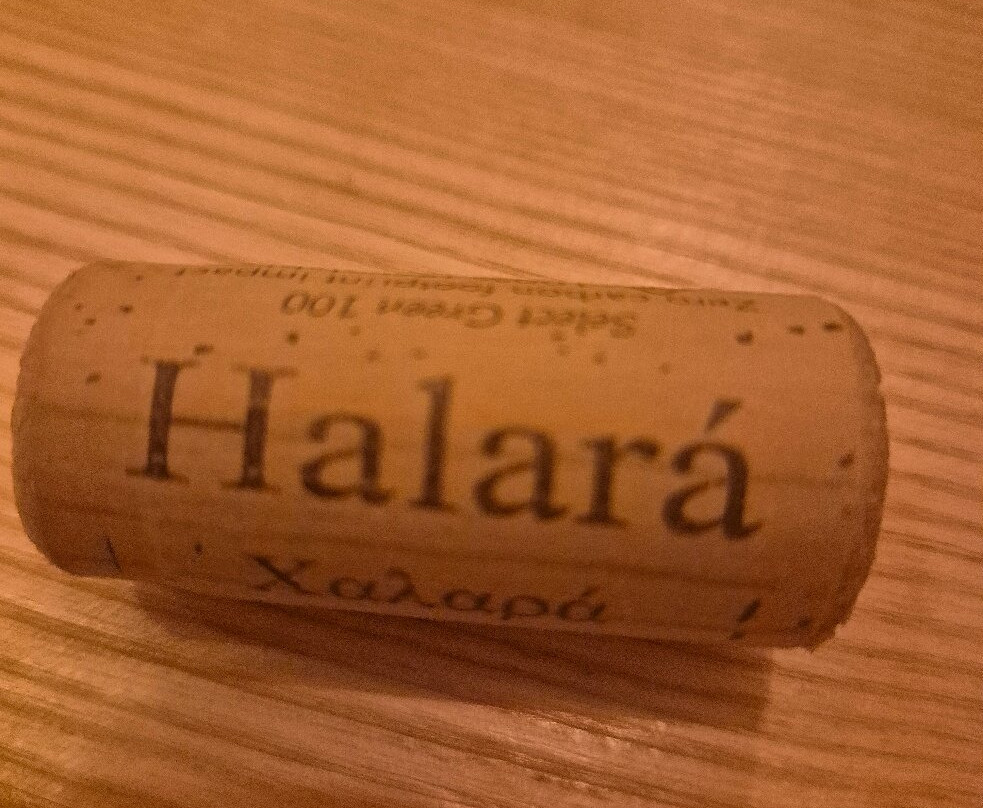 Zero carbon footprint impact
Select Green 100
Halará
Χαλαρά